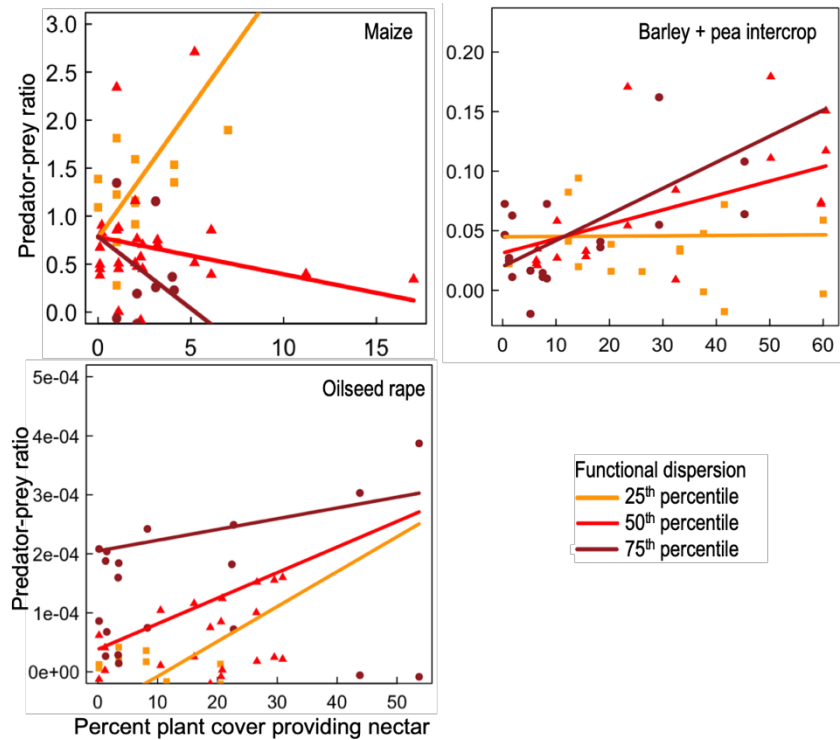 Maize
Predator-prey ratio
3.0
2.5
2.0
1.5
1.0
0.5
0.0
0 5 10 15
Barley + pea intercrop
0.20
0.15
0.10
0.05
0.00
0 10 20 30 40 50 60
Oilseed rape
Predator-prey ratio
5e-04
4e-04
3e-04
2e-04
1e-04
0e+00
0 10 20 30 40 50
Percent plant cover providing nectar
Functional dispersion
25th percentile
50th percentile
75th percentile